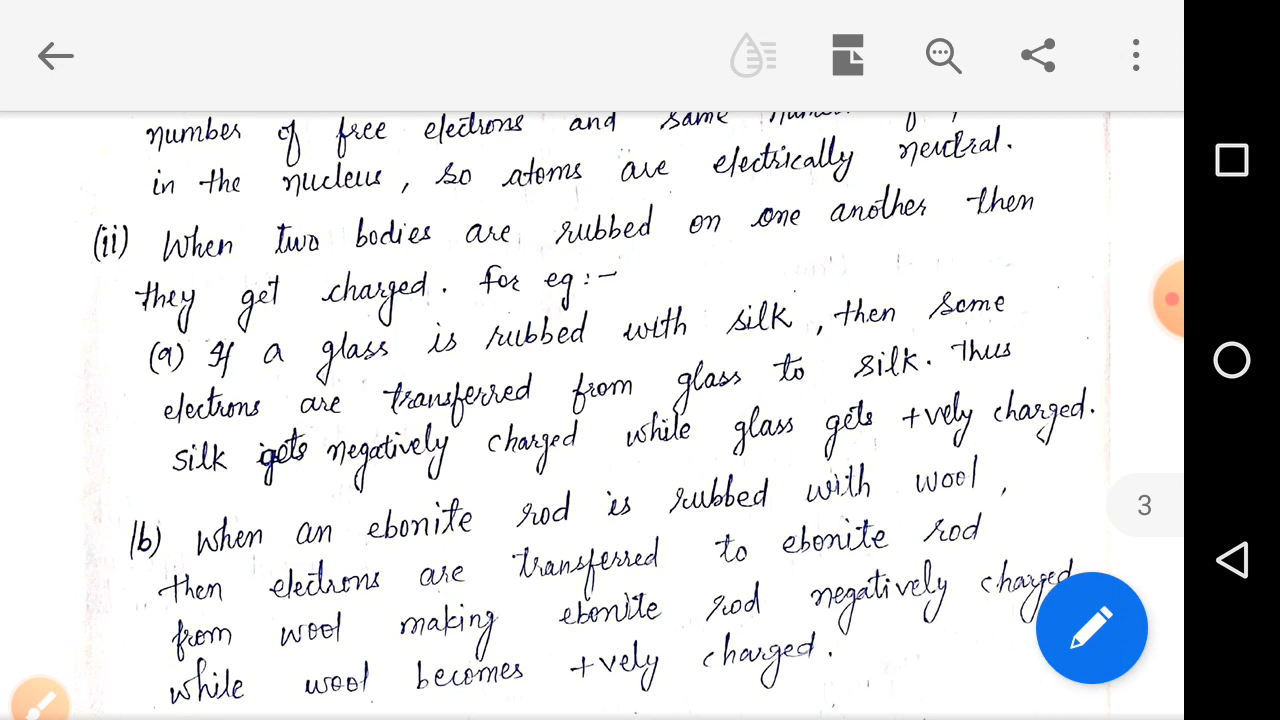 number of free electrons and same
in the nucleus, so atoms are electrically neutral.
(ii) When two bodies are rubbed on one another then
they get charged. for eg:-
(a) If a glass is rubbed with silk, then some
electrons are transferred from glass to silk. Thus
silk gets negatively charged while glass gets +vely charged.
(b) When an ebonite rod is rubbed with wool,
then electrons are transferred to ebonite rod
3
from wool making ebonite rod negatively charged
while wool becomes +vely charged.